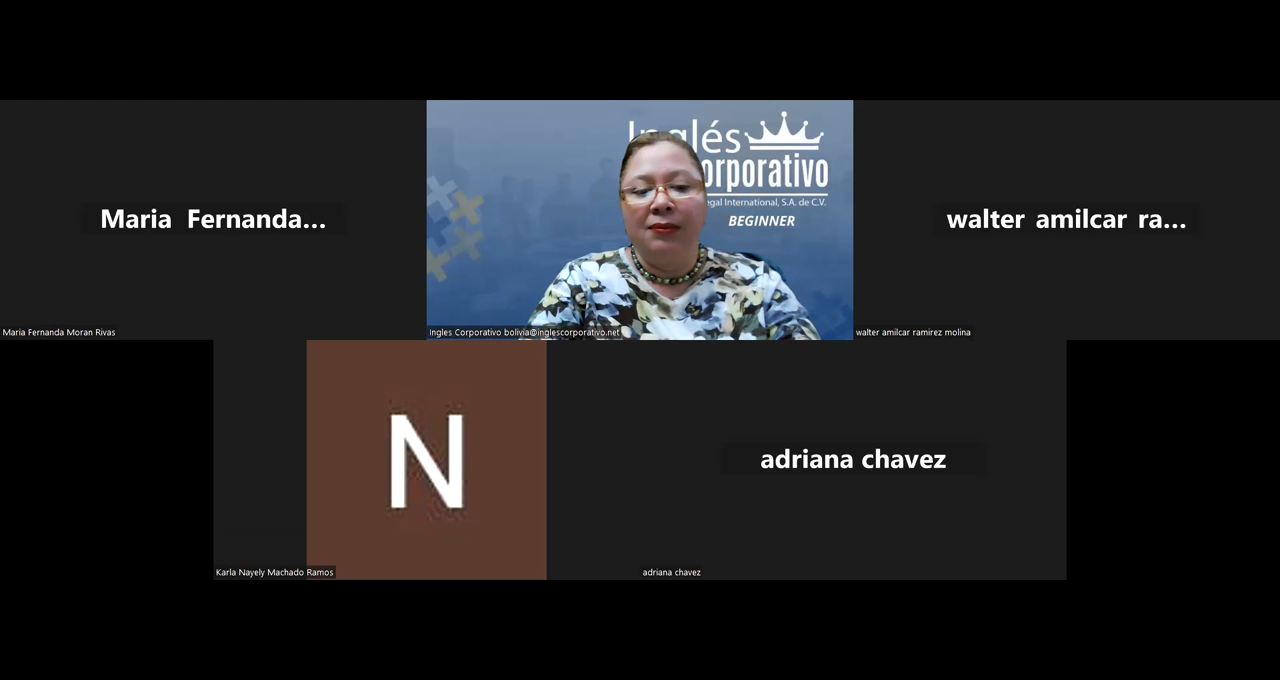 Maria Fernanda...
Inglés
orporativo
egal International, S.A. de C.V.
BEGINNER
walter amilcar ra...
Maria Fernanda Moran Rivas
Ingles Corporativo bolivia@inglescorporativo.net
walter amilcar ramirez molina
N
adriana chavez
Karla Nayely Machado Ramos
adriana chavez